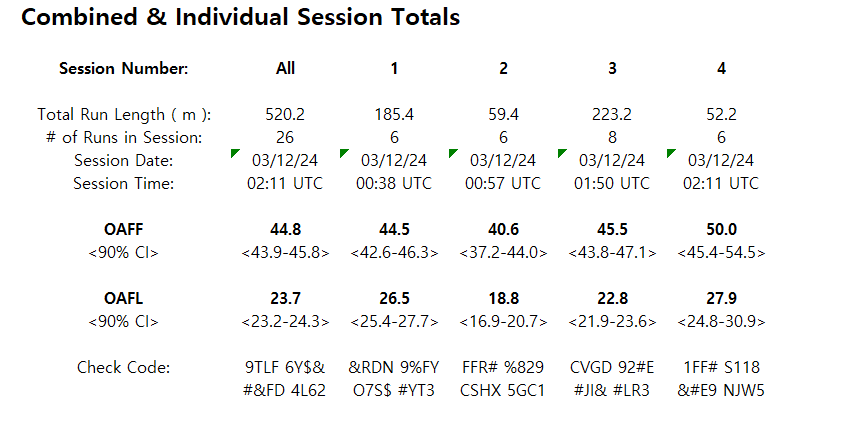 Combined & Individual Session Totals
Session Number: All 1 2 3 4
Total Run Length ( m ): 520.2 185.4 59.4 223.2 52.2
# of Runs in Session: 26 6 6 8 6
Session Date: 03/12/24 03/12/24 03/12/24 03/12/24 03/12/24
Session Time: 02:11 UTC 00:38 UTC 00:57 UTC 01:50 UTC 02:11 UTC
OAFF 44.8 44.5 40.6 45.5 50.0
<90% CI> <43.9-45.8> <42.6-46.3> <37.2-44.0> <43.8-47.1> <45.4-54.5>
OAFL 23.7 26.5 18.8 22.8 27.9
<90% CI> <23.2-24.3> <25.4-27.7> <16.9-20.7> <21.9-23.6> <24.8-30.9>
Check Code: 9TLF 6Y$& &RDN 9%FY FFR# %829 CVGD 92#E 1FF# S118
#&FD 4L62 O7S$ #YT3 CSHX 5GC1 #JI& #LR3 &#E9 NJW5